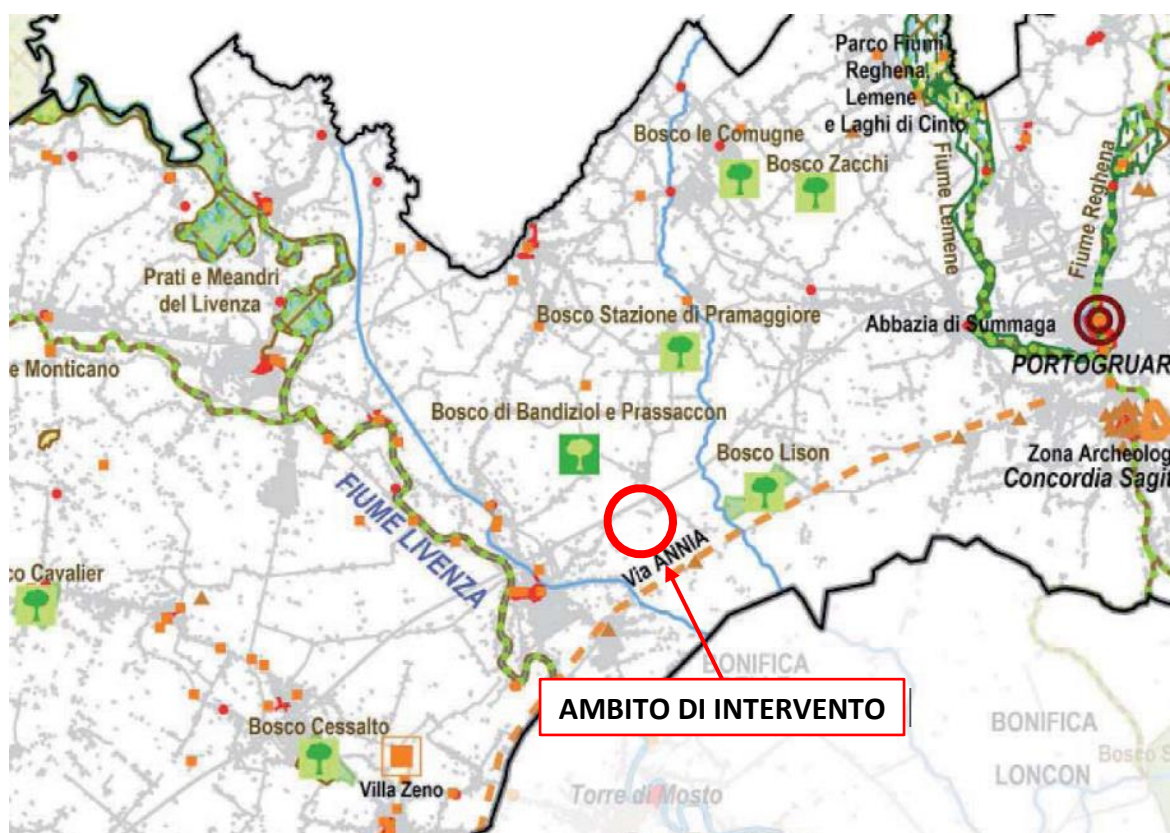 Parco Fiumi
Reghena,
Lemene
e Laghi di Cinto
Bosco le Comugne
Bosco Zacchi
Fiume Lemene
Fiume Reghena
Prati e Meandri
del Livenza
Bosco Stazione di Pramaggiore
Abbazia di Summaga
PORTOGRUAR
e Monticano
Bosco di Bandiziol e Prassaccon
Bosco Lison
Zona Archeolog
Concordia Sagit
FIUME LIVENZA
Via ANNIA
co Cavalier
BONIFICA
AMBITO DI INTERVENTO
Bosco Cessalto
BONIFICA
LONCON
Bosco S
Villa Zeno
Torre di Mosto